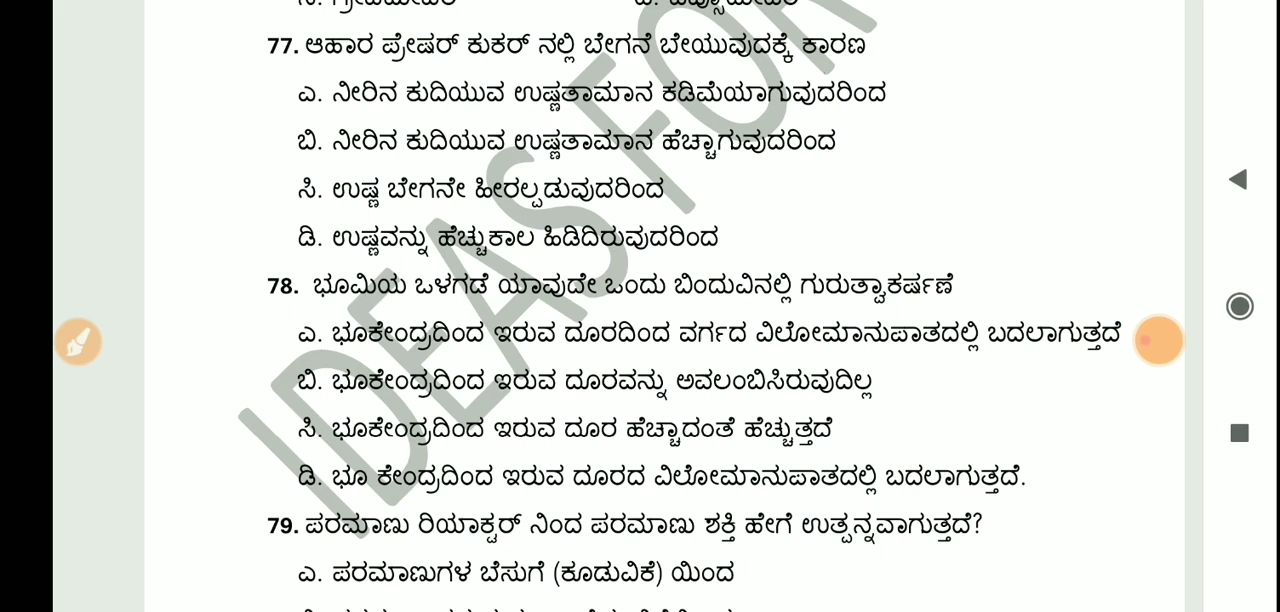 77. ಆಹಾರ ಪ್ರೇಷರ್ ಕುಕರ್ ನಲ್ಲಿ ಬೇಗನೆ ಬೇಯುವುದಕ್ಕೆ ಕಾರಣ
ಎ. ನೀರಿನ ಕುದಿಯುವ ಉಷ್ಣತಾಮಾನ ಕಡಿಮೆಯಾಗುವುದರಿಂದ
ಬಿ. ನೀರಿನ ಕುದಿಯುವ ಉಷ್ಣತಾಮಾನ ಹೆಚ್ಚಾಗುವುದರಿಂದ
ಸಿ. ಉಷ್ಣ ಬೇಗನೇ ಹೀರಲ್ಪಡುವುದರಿಂದ
ಡಿ. ಉಷ್ಣವನ್ನು ಹೆಚ್ಚುಕಾಲ ಹಿಡಿದಿರುವುದರಿಂದ
78. ಭೂಮಿಯ ಒಳಗಡೆ ಯಾವುದೇ ಒಂದು ಬಿಂದುವಿನಲ್ಲಿ ಗುರುತ್ವಾಕರ್ಷಣೆ
ಎ. ಭೂಕೇಂದ್ರದಿಂದ ಇರುವ ದೂರದಿಂದ ವರ್ಗದ ವಿಲೋಮಾನುಪಾತದಲ್ಲಿ ಬದಲಾಗುತ್ತದೆ
ಬಿ. ಭೂಕೇಂದ್ರದಿಂದ ಇರುವ ದೂರವನ್ನು ಅವಲಂಬಿಸಿರುವುದಿಲ್ಲ
ಸಿ. ಭೂಕೇಂದ್ರದಿಂದ ಇರುವ ದೂರ ಹೆಚ್ಚಾದಂತೆ ಹೆಚ್ಚುತ್ತದೆ
ಡಿ. ಭೂ ಕೇಂದ್ರದಿಂದ ಇರುವ ದೂರದ ವಿಲೋಮಾನುಪಾತದಲ್ಲಿ ಬದಲಾಗುತ್ತದೆ.
79. ಪರಮಾಣು ರಿಯಾಕ್ಟರ್ ನಿಂದ ಪರಮಾಣು ಶಕ್ತಿ ಹೇಗೆ ಉತ್ಪನ್ನವಾಗುತ್ತದೆ?
ಎ. ಪರಮಾಣುಗಳ ಬೆಸುಗೆ (ಕೂಡುವಿಕೆ) ಯಿಂದ
IDEAS FOR